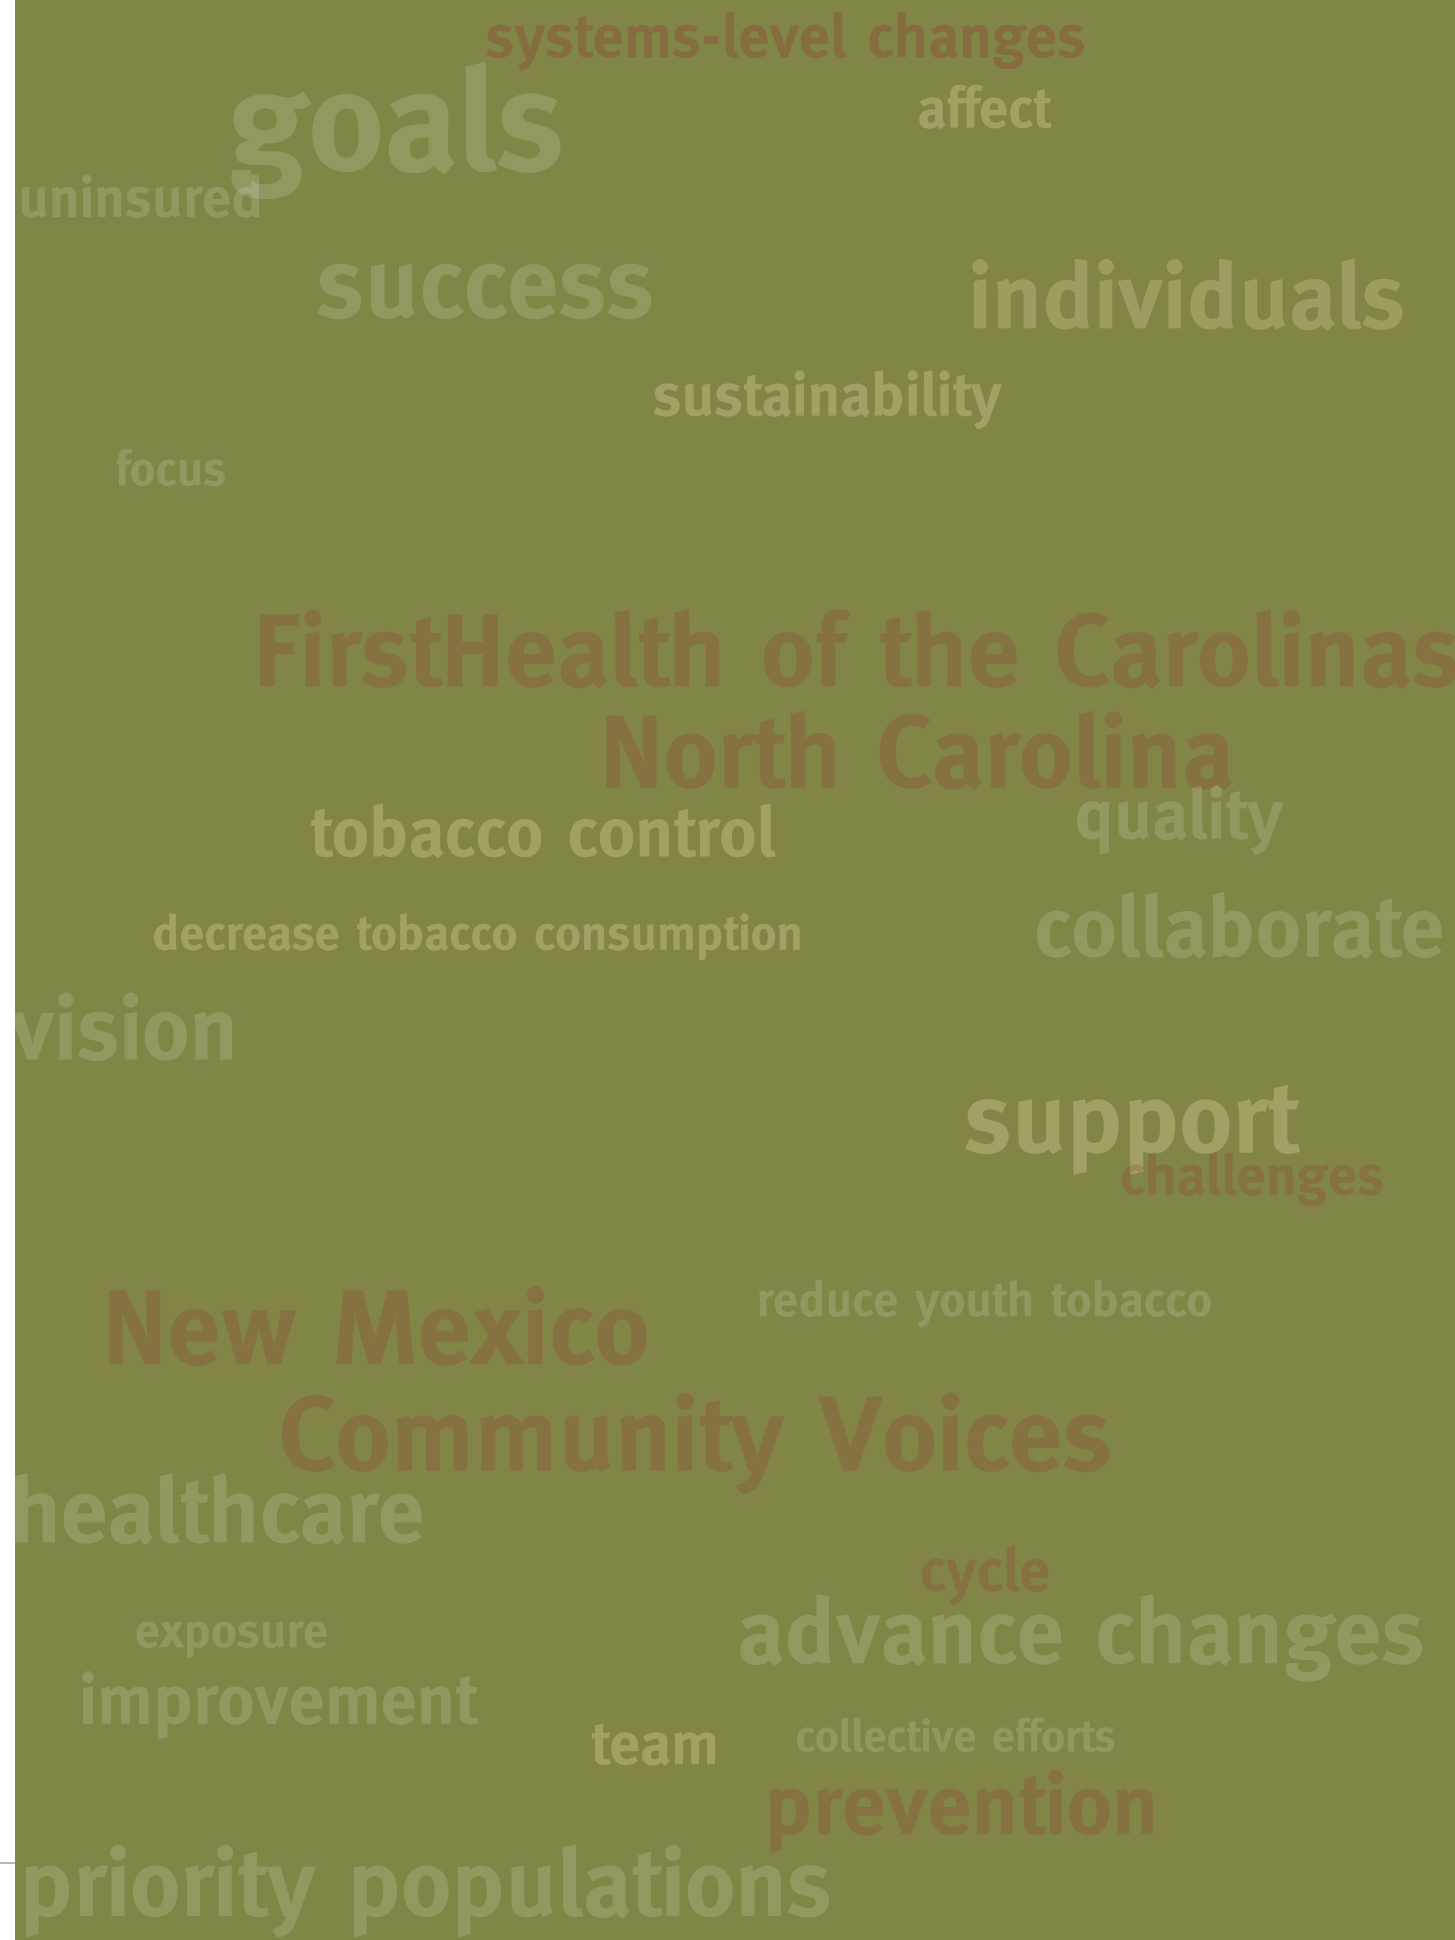 systems-level changes
goals
affect
uninsured
success
individuals
sustainability
focus
FirstHealth of the Carolinas
North Carolina
tobacco control
quality
decrease tobacco consumption
collaborate
vision
support
challenges
New Mexico
reduce youth tobacco
Community Voices
healthcare
cycle
exposure
advance changes
improvement
team
collective efforts
prevention
priority populations